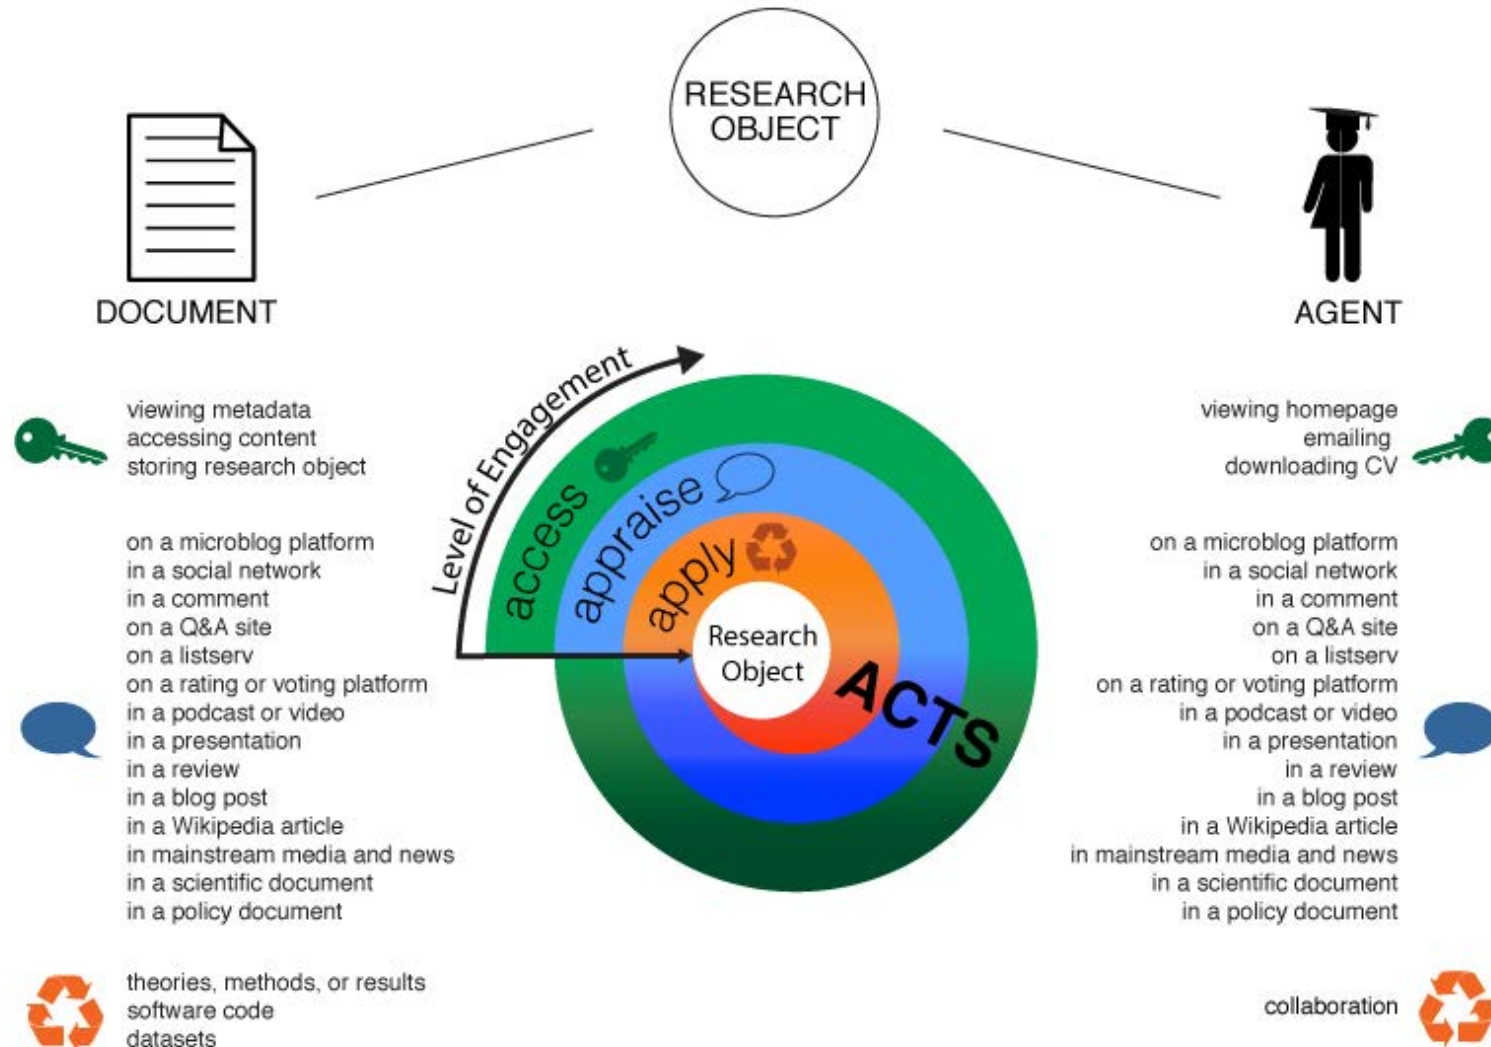 RESEARCH
OBJECT
DOCUMENT
AGENT
viewing metadata
accessing content
storing research object
on a microblog platform
in a social network
in a comment
on a Q&A site
on a listserv
on a rating or voting platform
in a podcast or video
in a presentation
in a review
in a blog post
in a Wikipedia article
in mainstream media and news
in a scientific document
in a policy document
theories, methods, or results
software code
datasets
Level of Engagement
access
appraise
apply
Research
Object
ACTS
viewing homepage
emailing
downloading CV
on a microblog platform
in a social network
in a comment
on a Q&A site
on a listserv
on a rating or voting platform
in a podcast or video
in a presentation
in a review
in a blog post
in a Wikipedia article
in mainstream media and news
in a scientific document
in a policy document
collaboration